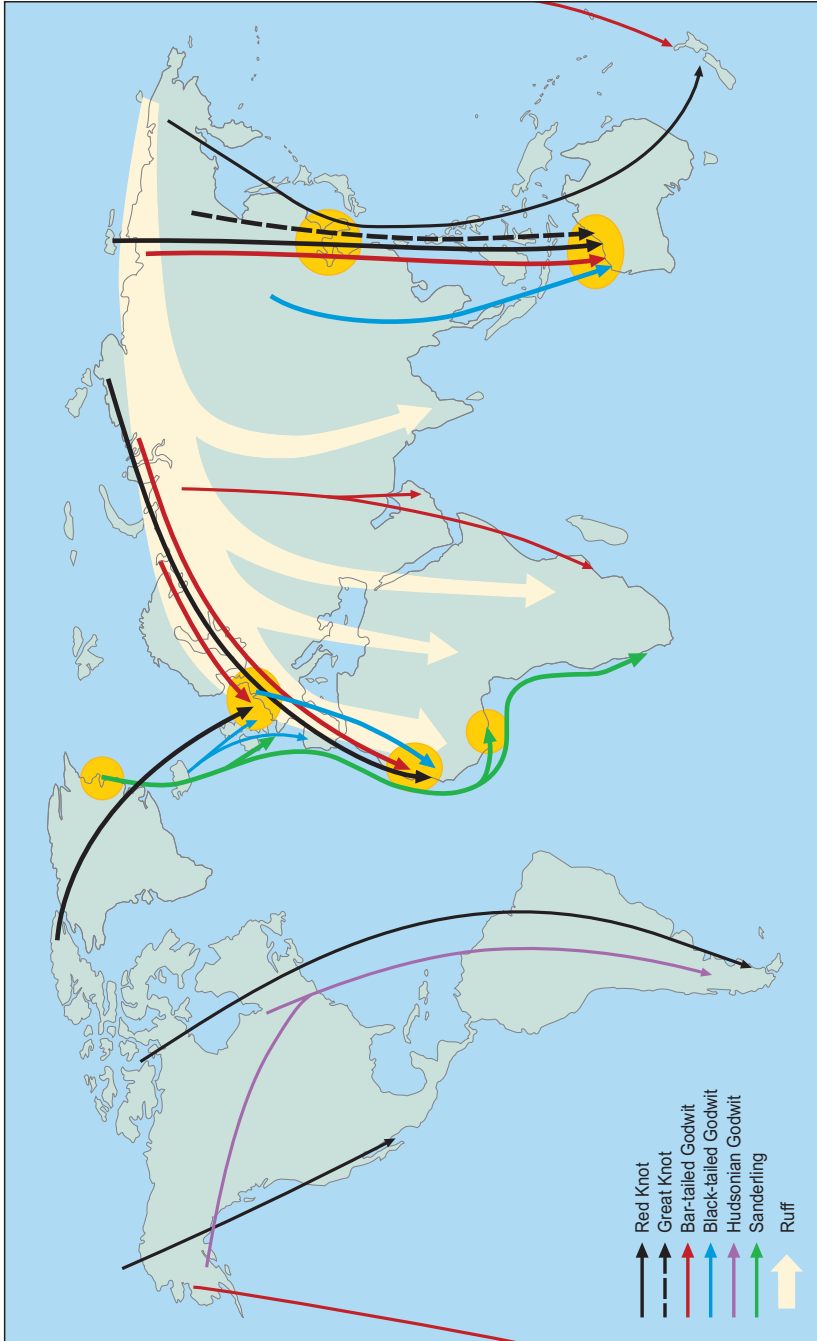 Red Knot
Great Knot
Bar-tailed Godwit
Black-tailed Godwit
Hudsonian Godwit
Sanderling
Ruff